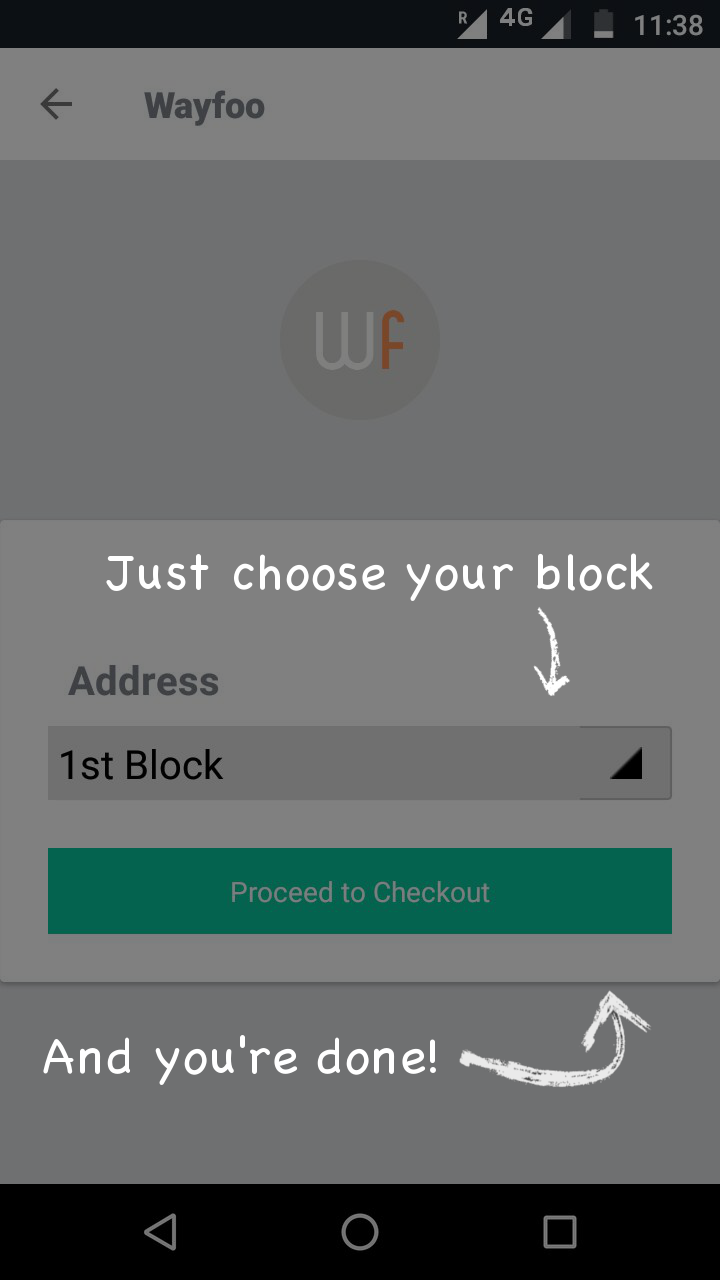 R 4G 11:38
Wayfoo
Wf
Just choose your block
Address
1st Block
Proceed to Checkout
And you're done!